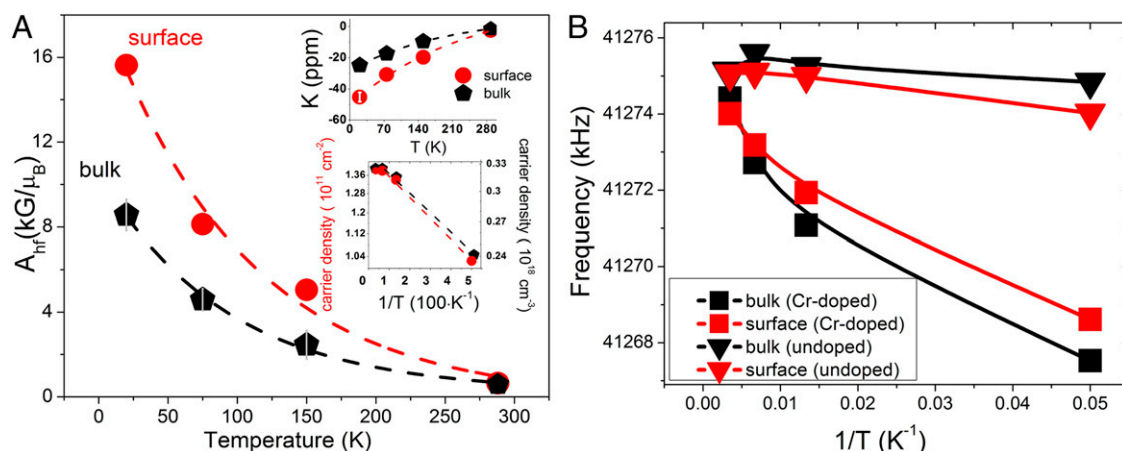 A
16
12
8
4
0
A_hf(kG/μ_B)
0 50 100 150 200 250 300
Temperature (K)
surface
bulk
0
-20
-40
-60
K (ppm)
0 70 140 210 280
T (K)
surface
bulk
1.36
1.28
1.20
1.12
1.04
carrier density ( 10^11 cm^-2)
0.33
0.30
0.27
0.24
carrier density ( 10^18 cm^-3)
1 2 3 4 5
1/T (100·K^-1)
B
41276
41274
41272
41270
41268
Frequency (kHz)
0.00 0.01 0.02 0.03 0.04 0.05
1/T (K^-1)
bulk (Cr-doped)
surface (Cr-doped)
bulk (undoped)
surface (undoped)